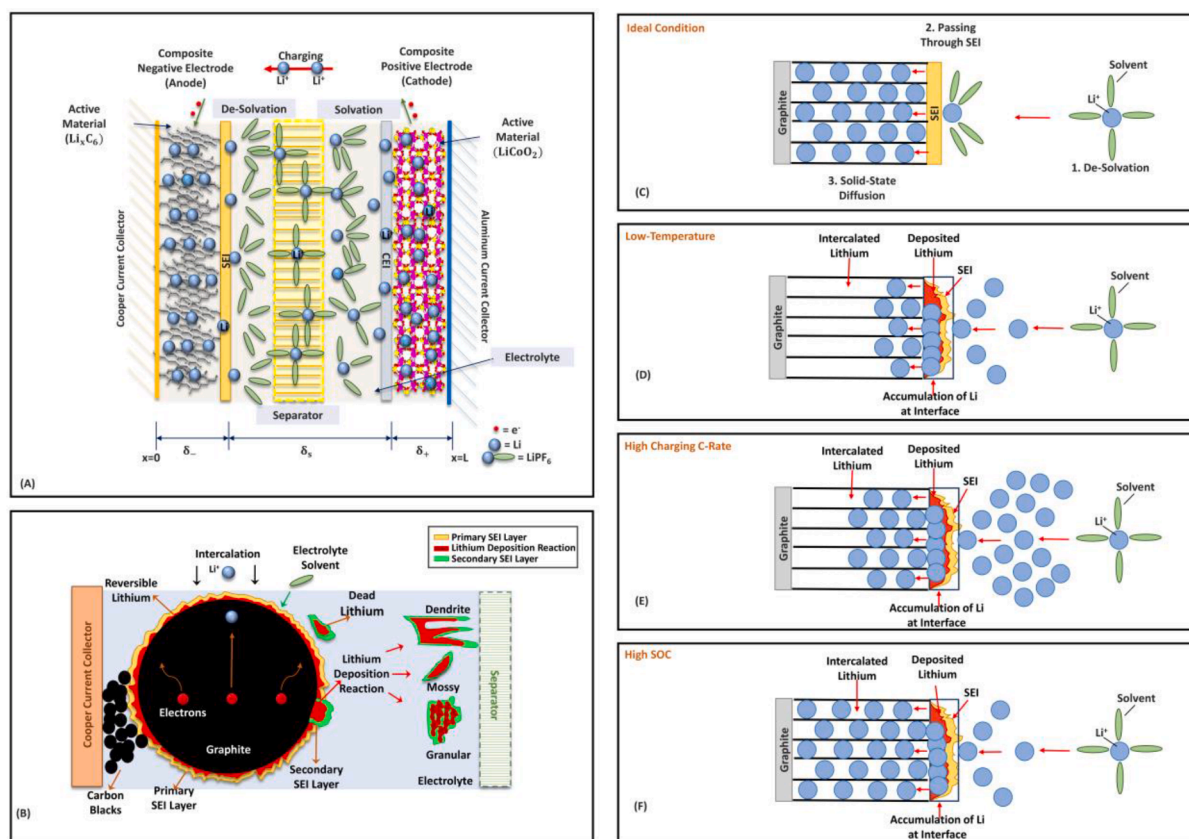 (A)
Composite
Negative Electrode
(Anode)
Charging
Li⁺
Li⁺
Composite
Positive Electrode
(Cathode)
Active
Material
(LiₓC₆)
De-Solvation
Solvation
Active
Material
(LiCoO₂)
e⁻
e⁻
Cooper Current Collector
SEI
Li
Li
Li
Li
CEI
Aluminum Current Collector
Electrolyte
Separator
= e⁻
= Li
= LiPF₆
x=0
δ₋
δₛ
δ₊
x=L
(B)
Primary SEI Layer
Lithium Deposition Reaction
Secondary SEI Layer
Intercalation
Li⁺
Electrolyte
Solvent
Reversible
Lithium
Dead
Lithium
Dendrite
Lithium
Deposition
Reaction
Mossy
Granular
Electrons
Graphite
Cooper Current Collector
Separator
Carbon
Blacks
Primary
SEI Layer
Secondary
SEI Layer
Electrolyte
Ideal Condition
2. Passing
Through SEI
Solvent
Li⁺
Graphite
SEI
1. De-Solvation
3. Solid-State
Diffusion
(C)
Low-Temperature
Intercalated
Lithium
Deposited
Lithium
SEI
Solvent
Li⁺
Graphite
(D)
Accumulation of Li
at Interface
High Charging C-Rate
Intercalated
Lithium
Deposited
Lithium
SEI
Solvent
Li⁺
Graphite
(E)
Accumulation of Li
at Interface
High SOC
Intercalated
Lithium
Deposited
Lithium
SEI
Solvent
Li⁺
Graphite
(F)
Accumulation of Li
at Interface